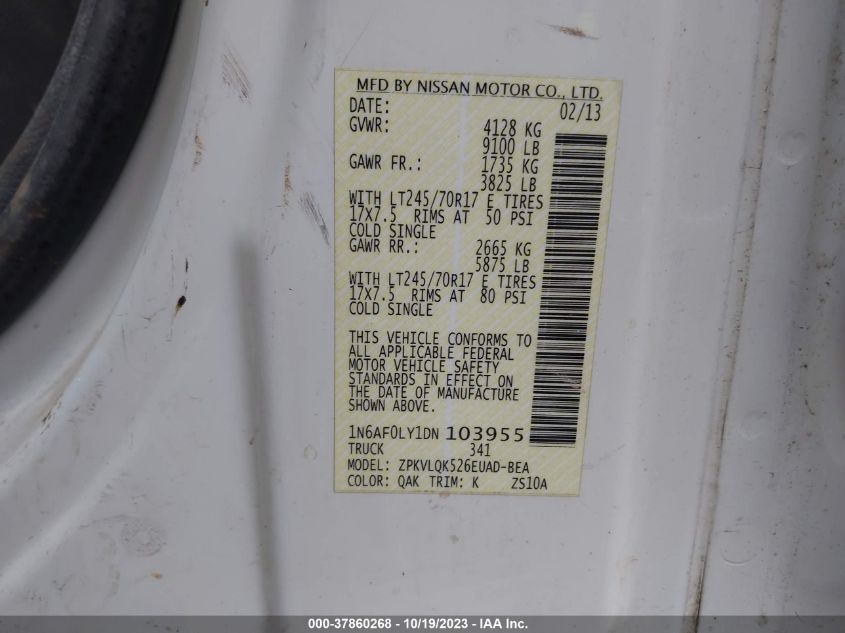 MFD BY NISSAN MOTOR CO., LTD.
DATE: 02/13
GVWR: 4128 KG
9100 LB
GAWR FR.: 1735 KG
3825 LB
WITH LT245/70R17 E TIRES
17X7.5 RIMS AT 50 PSI
COLD SINGLE
GAWR RR.: 2665 KG
5875 LB
WITH LT245/70R17 E TIRES
17X7.5 RIMS AT 80 PSI
COLD SINGLE
THIS VEHICLE CONFORMS TO
ALL APPLICABLE FEDERAL
MOTOR VEHICLE SAFETY
STANDARDS IN EFFECT ON
THE DATE OF MANUFACTURE
SHOWN ABOVE.
1N6AF0LY1DN 103955
TRUCK 341
MODEL: ZPKVLQK526EUAD-BEA
COLOR: QAK TRIM: K ZS10A
000-37860268 - 10/19/2023 - IAA Inc.